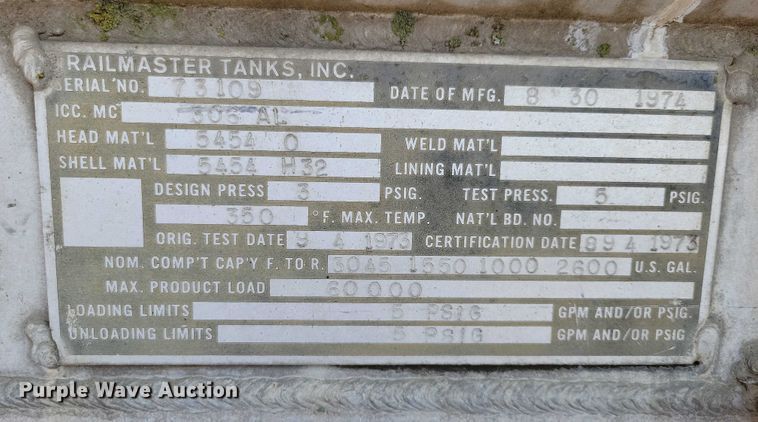 RAILMASTER TANKS, INC.
SERIAL NO. 73109 DATE OF MFG. 8 30 1974
ICC. MC 306 AL
HEAD MAT'L 5454 O WELD MAT'L
SHELL MAT'L 5454 H32 LINING MAT'L
DESIGN PRESS 3 PSIG. TEST PRESS. 5 PSIG.
350 °F. MAX. TEMP. NAT'L BD. NO.
ORIG. TEST DATE 9 4 1973 CERTIFICATION DATE 4 1973
NOM. COMP'T CAP'Y F. TO R. 3045 1550 1000 2600 U.S. GAL.
MAX. PRODUCT LOAD 60000
LOADING LIMITS 5 PSIG GPM AND/OR PSIG.
UNLOADING LIMITS 5 PSIG GPM AND/OR PSIG
Purple Wave Auction